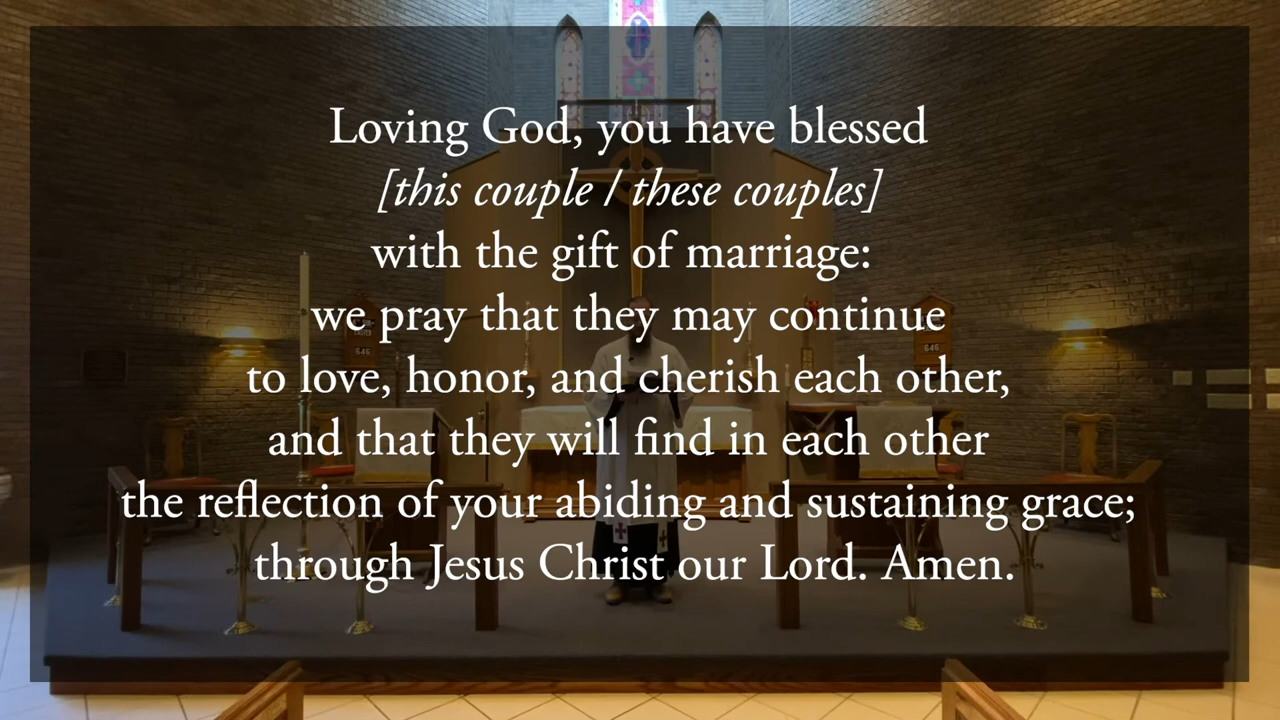 Loving God, you have blessed
[this couple / these couples]
with the gift of marriage:
we pray that they may continue
to love, honor, and cherish each other,
and that they will find in each other
the reflection of your abiding and sustaining grace;
through Jesus Christ our Lord. Amen.
646
646